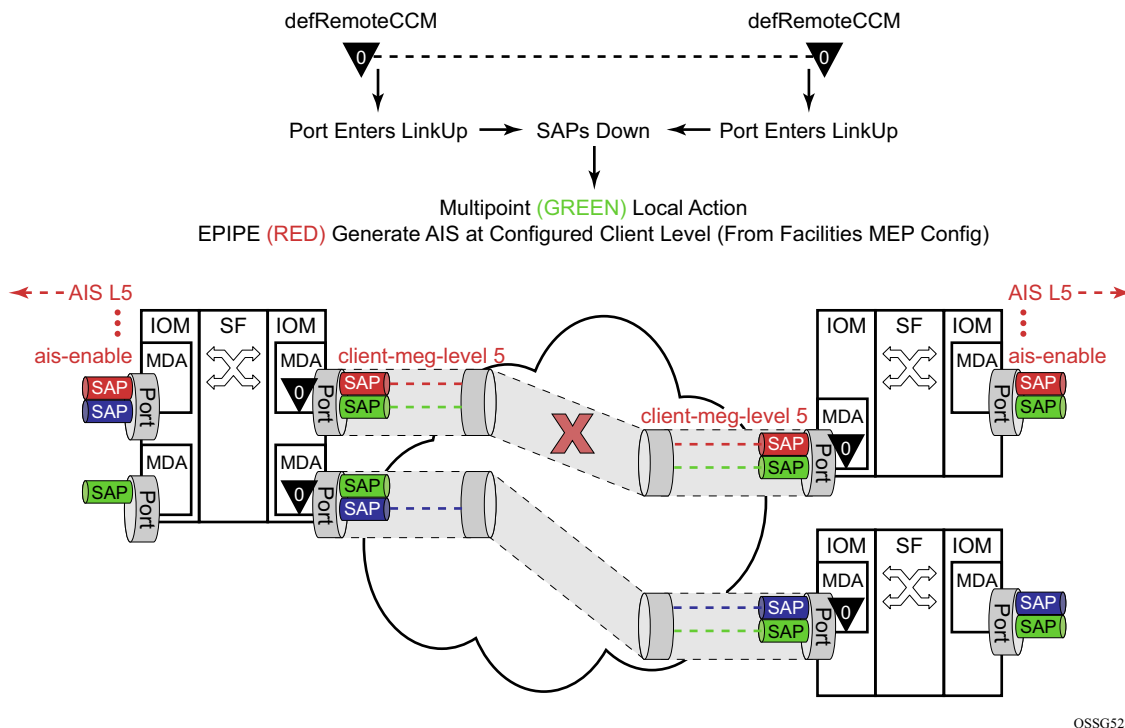 defRemoteCCM
defRemoteCCM
0
0
Port Enters LinkUp
SAPs Down
Port Enters LinkUp
Multipoint (GREEN) Local Action
EPIPE (RED) Generate AIS at Configured Client Level (From Facilities MEP Config)
AIS L5
AIS L5
IOM
SF
IOM
IOM
SF
IOM
ais-enable
MDA
MDA
client-meg-level 5
MDA
ais-enable
SAP
SAP
Port
0
Port
SAP
SAP
Port
SAP
SAP
client-meg-level 5
MDA
SAP
SAP
Port
0
MDA
MDA
SAP
Port
0
Port
SAP
SAP
IOM
SF
IOM
MDA
MDA
SAP
SAP
Port
0
Port
SAP
SAP
OSSG52